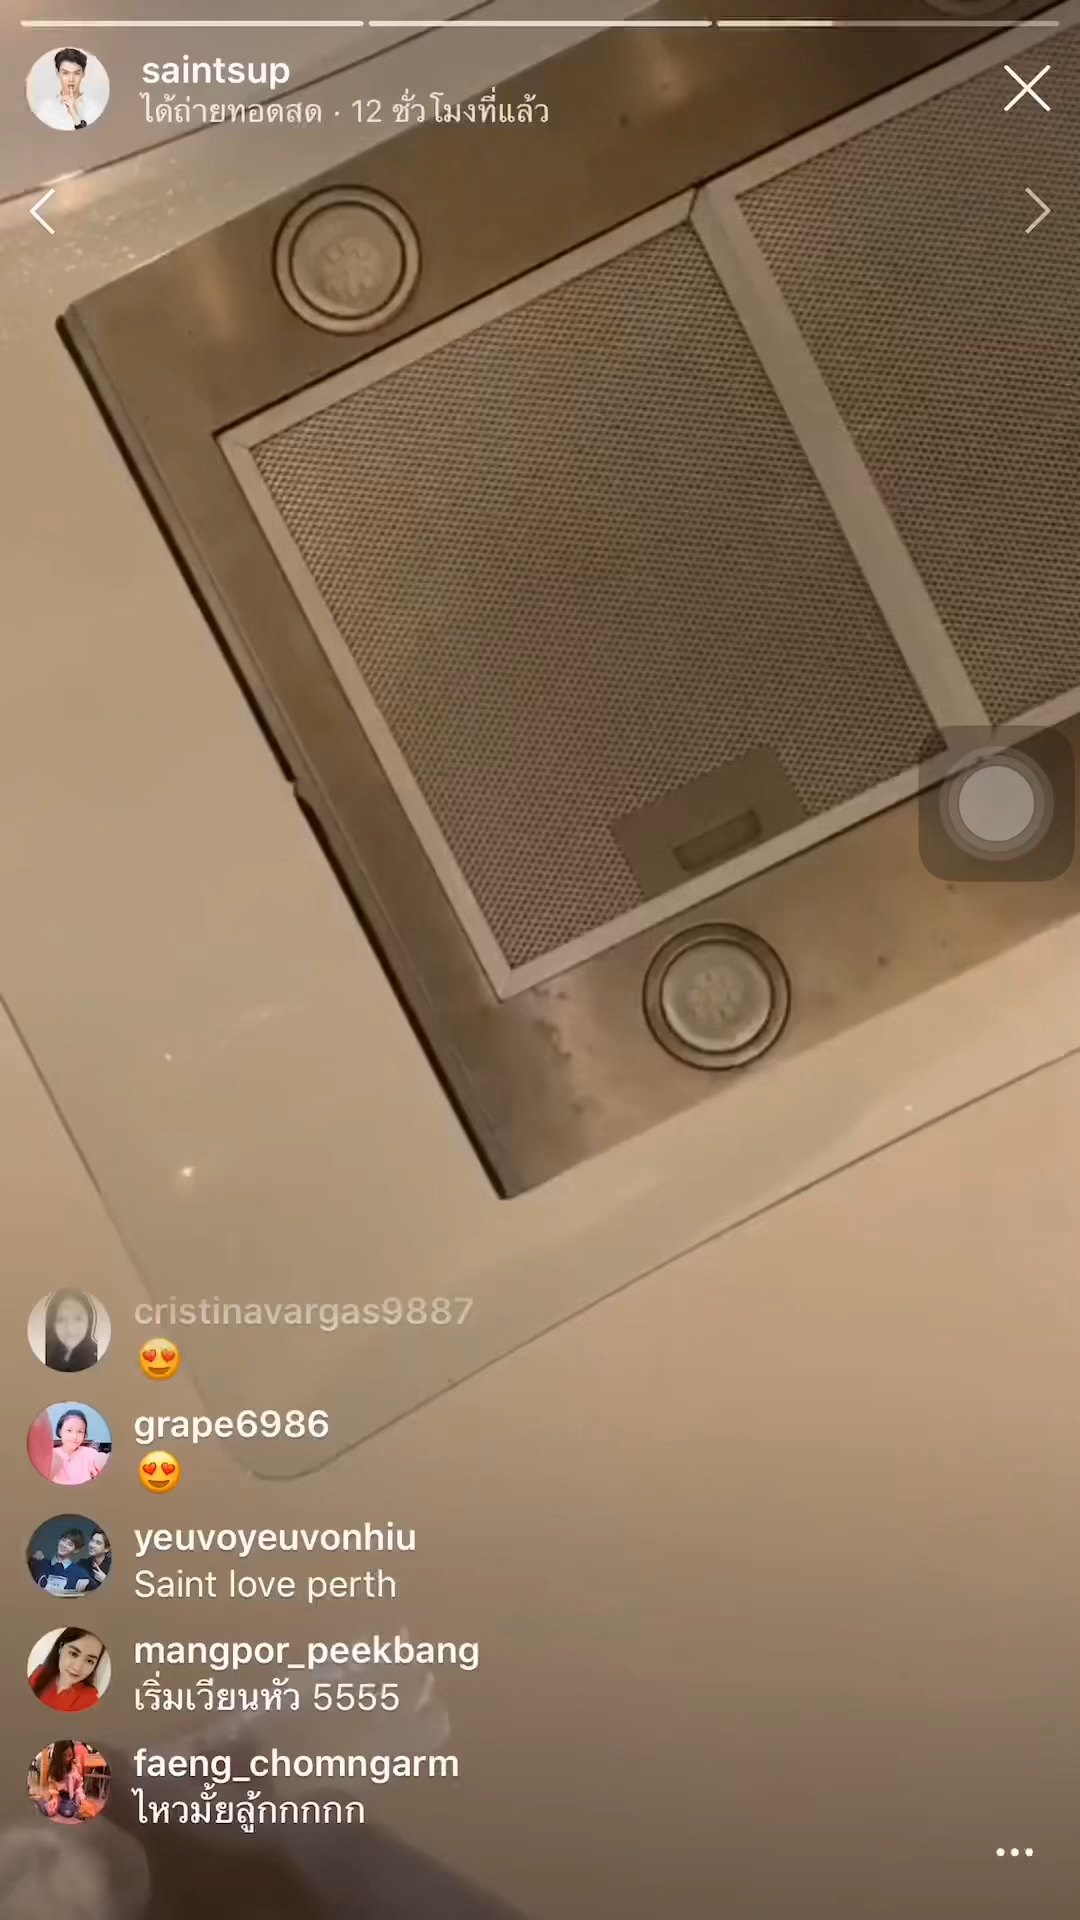 saintsup
ได้ถ่ายทอดสด · 12 ชั่วโมงที่แล้ว
cristinavargas9887
😍
grape6986
😍
yeuvoyeuvonhiu
Saint love perth
mangpor_peekbang
เริ่มเวียนหัว 5555
faeng_chomngarm
ไหวมั้ยลู้กกกกกก